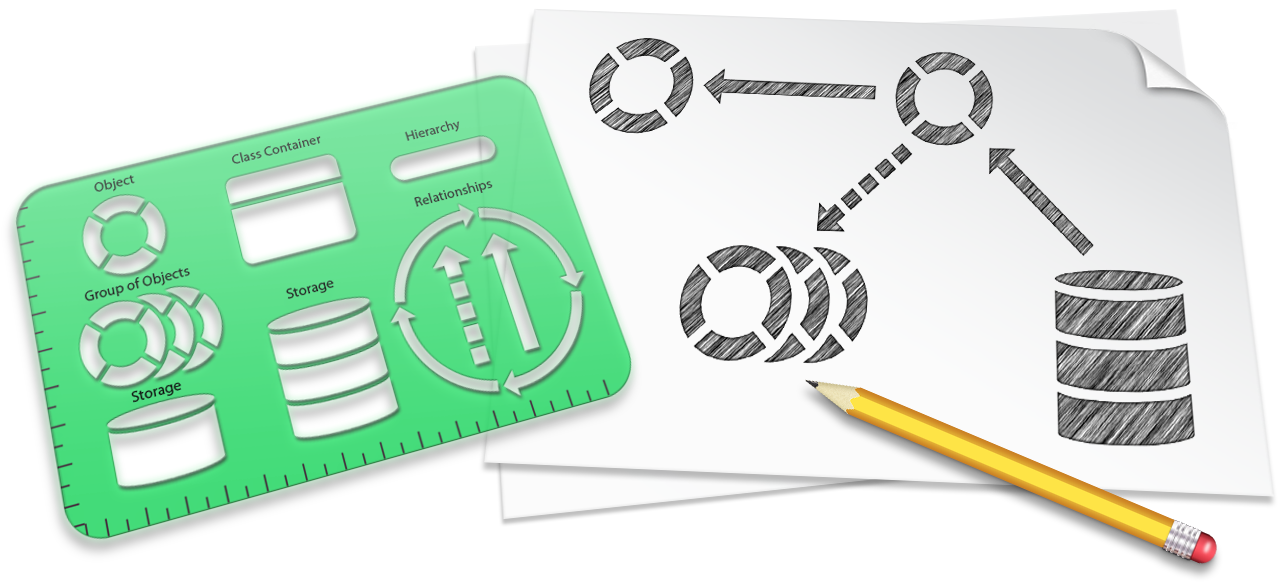 Object
Class Container
Hierarchy
Relationships
Group of Objects
Storage
Storage